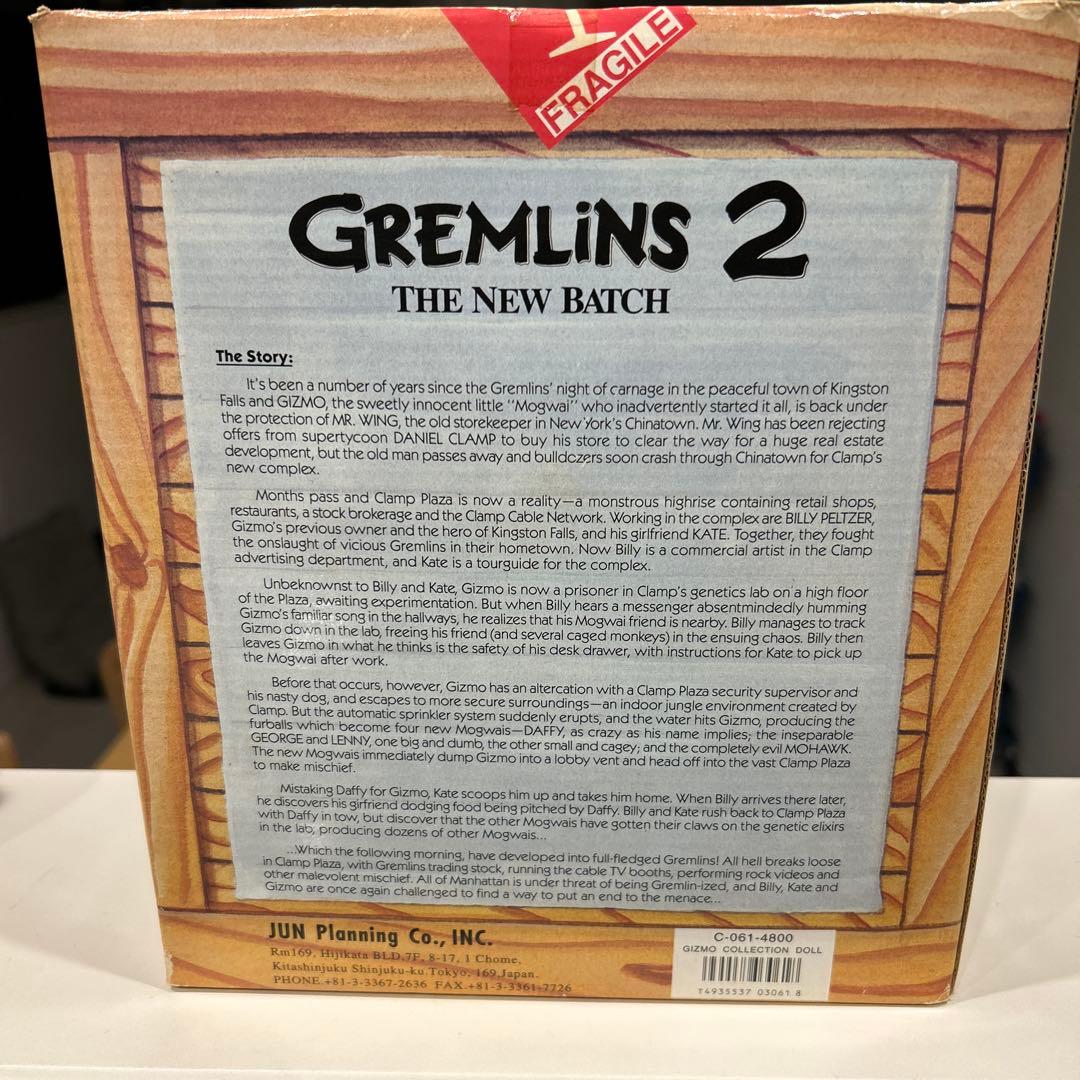 FRAGILE
GREMLiNS 2
THE NEW BATCH
The Story:
It's been a number of years since the Gremlins' night of carnage in the peaceful town of Kingston
Falls and GIZMO, the sweetly innocent little "Mogwai" who inadvertently started it all, is back under
the protection of MR. WING, the old storekeeper in New York's Chinatown. Mr. Wing has been rejecting
offers from supertycoon DANIEL CLAMP to buy his store to clear the way for a huge real estate
development, but the old man passes away and bulldozers soon crash through Chinatown for Clamp's
new complex.
Months pass and Clamp Plaza is now a reality—a monstrous highrise containing retail shops,
restaurants, a stock brokerage and the Clamp Cable Network. Working in the complex are BILLY PELTZER,
Gizmo's previous owner and the hero of Kingston Falls, and his girlfriend KATE. Together, they fought
the onslaught of vicious Gremlins in their hometown. Now Billy is a commercial artist in the Clamp
advertising department, and Kate is a tourguide for the complex.
Unbeknownst to Billy and Kate, Gizmo is now a prisoner in Clamp's genetics lab on a high floor
of the Plaza, awaiting experimentation. But when Billy hears a messenger absentmindedly humming
Gizmo's familiar song in the hallways, he realizes that his Mogwai friend is nearby. Billy manages to track
Gizmo down in the lab, freeing his friend (and several caged monkeys) in the ensuing chaos. Billy then
leaves Gizmo in what he thinks is the safety of his desk drawer, with instructions for Kate to pick up
the Mogwai after work.
Before that occurs, however, Gizmo has an altercation with a Clamp Plaza security supervisor and
his nasty dog, and escapes to more secure surroundings—an indoor jungle environment created by
Clamp. But the automatic sprinkler system suddenly erupts, and the water hits Gizmo, producing the
furballs which become four new Mogwais—DAFFY, as crazy as his name implies; the inseparable
GEORGE and LENNY, one big and dumb, the other small and cagey; and the completely evil MOHAWK.
The new Mogwais immediately dump Gizmo into a lobby vent and head off into the vast Clamp Plaza
to make mischief.
Mistaking Daffy for Gizmo, Kate scoops him up and takes him home. When Billy arrives there later,
he discovers his girlfriend dodging food being pitched by Daffy. Billy and Kate rush back to Clamp Plaza
with Daffy in tow, but discover that the other Mogwais have gotten their claws on the genetic elixirs
in the lab, producing dozens of other Mogwais...
...Which the following morning, have developed into full-fledged Gremlins! All hell breaks loose
in Clamp Plaza, with Gremlins trading stock, running the cable TV booths, performing rock videos and
other malevolent mischief. All of Manhattan is under threat of being Gremlin-ized, and Billy, Kate and
Gizmo are once again challenged to find a way to put an end to the menace...
JUN Planning Co., INC.
Rm169, Hijikata BLD.7F, 8-17, 1 Chome,
Kitashinjuku Shinjuku-ku.Tokyo, 169,Japan.
PHONE.+81-3-3367-2636 FAX.+81-3-3361-7726
C-061-4800
GIZMO COLLECTION DOLL
T4935537 03061 8